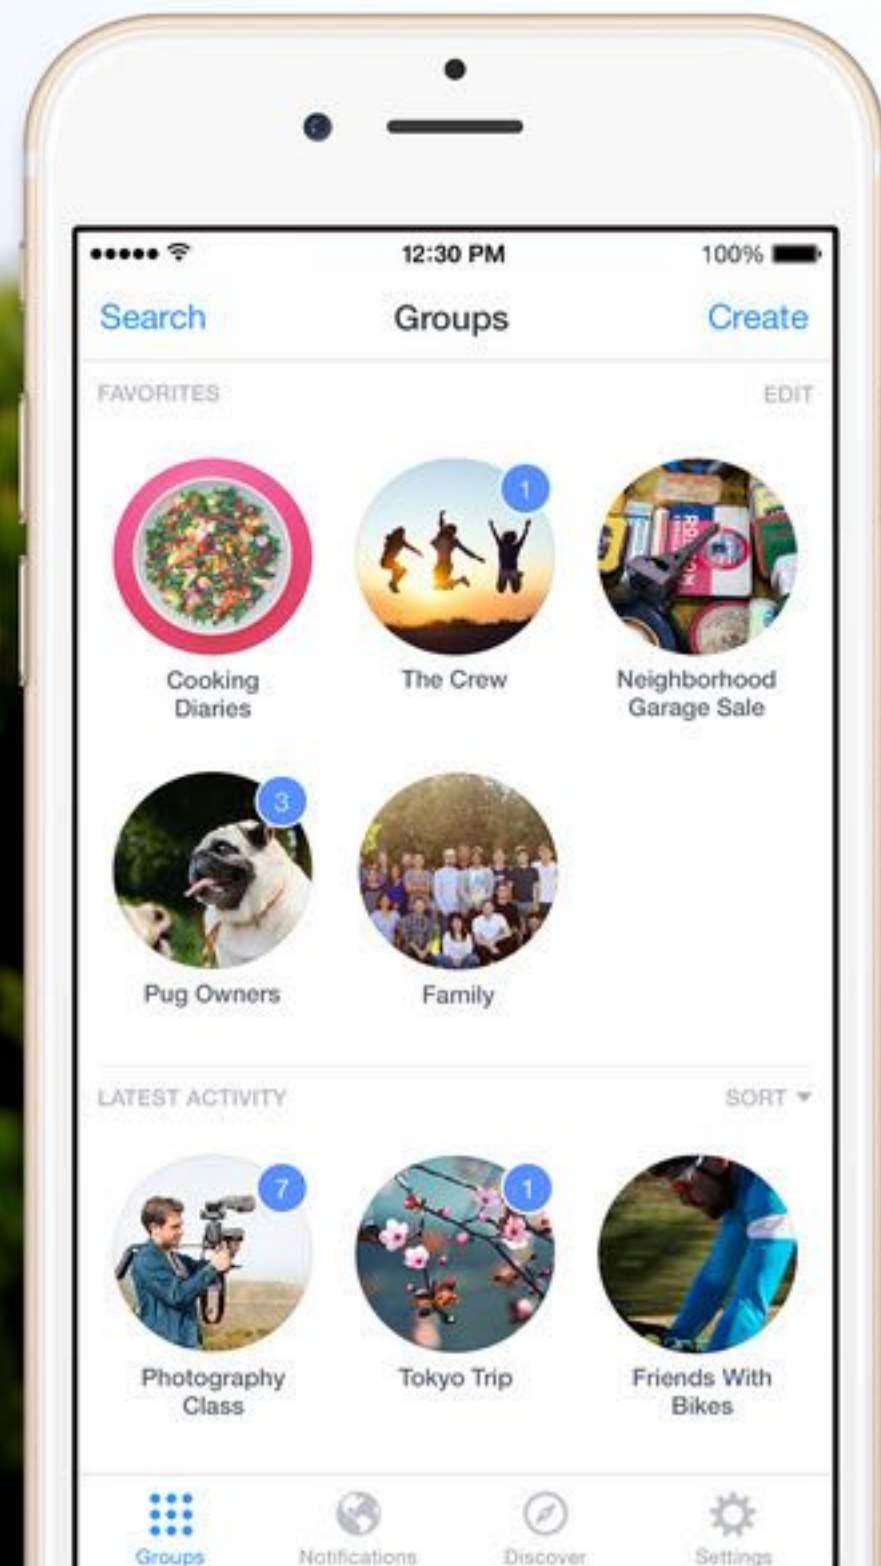 12:30 PM 100%
Search Groups Create
FAVORITES EDIT
1
Cooking
Diaries
The Crew
Neighborhood
Garage Sale
3
Pug Owners
Family
LATEST ACTIVITY SORT
7
1
Photography
Class
Tokyo Trip
Friends With
Bikes
Groups Notifications Discover Settings